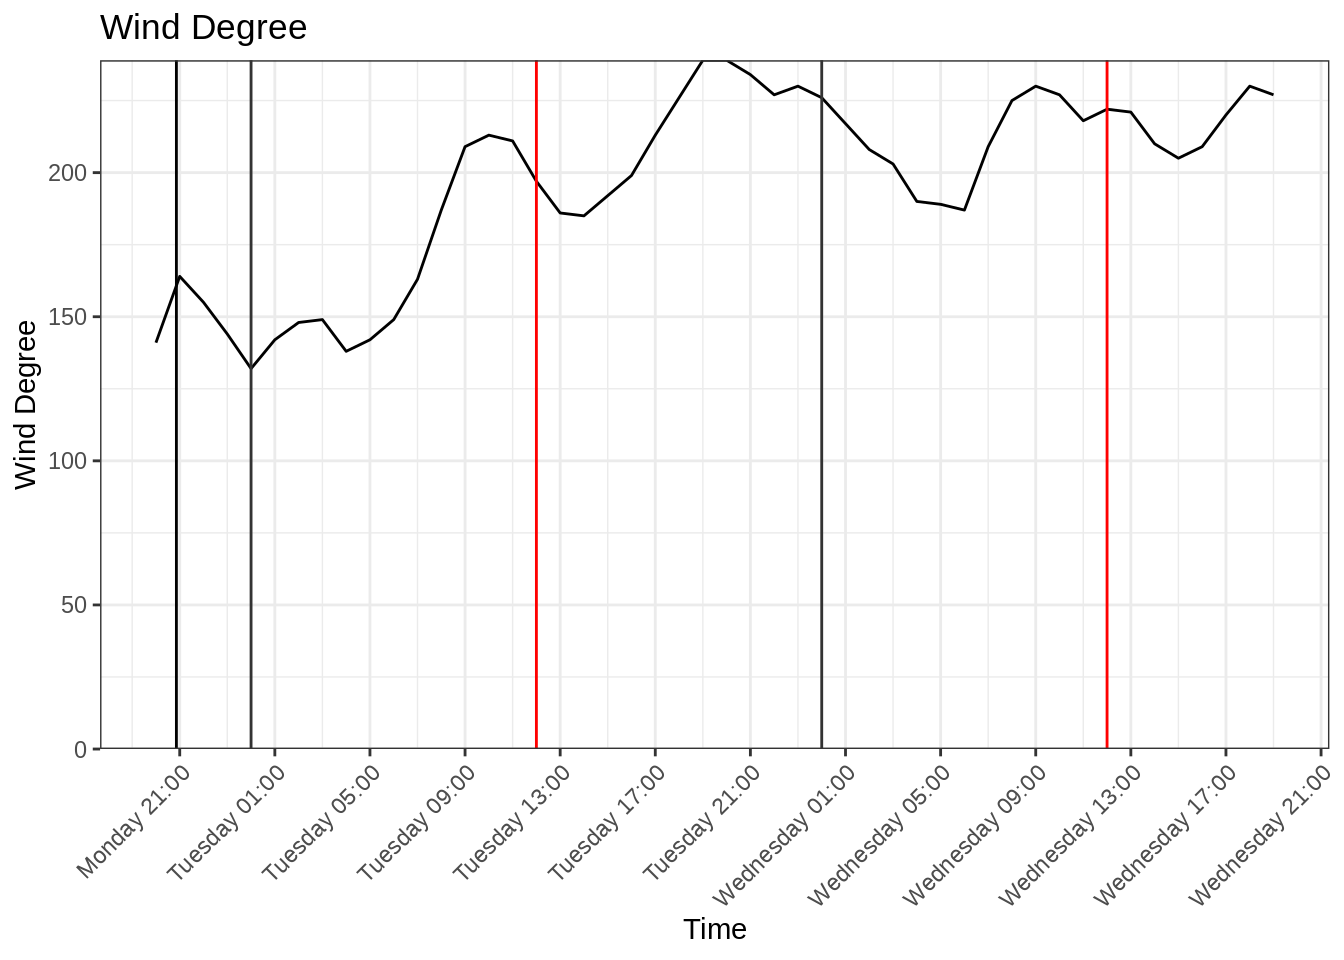 Wind Degree
Wind Degree
200
150
100
50
0
Monday 21:00
Tuesday 01:00
Tuesday 05:00
Tuesday 09:00
Tuesday 13:00
Tuesday 17:00
Tuesday 21:00
Wednesday 01:00
Wednesday 05:00
Wednesday 09:00
Wednesday 13:00
Wednesday 17:00
Wednesday 21:00
Time